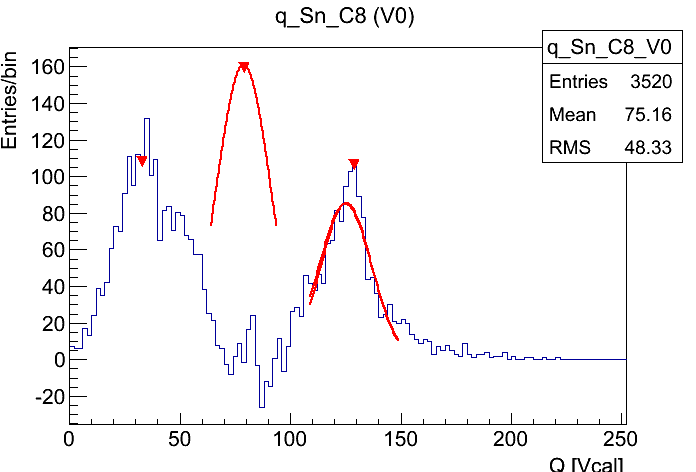 q_Sn_C8 (V0)
q_Sn_C8_V0
Entries 3520
Mean 75.16
RMS 48.33
Entries/bin
160
140
120
100
80
60
40
20
0
-20
0 50 100 150 200 250
Q [Vcal]